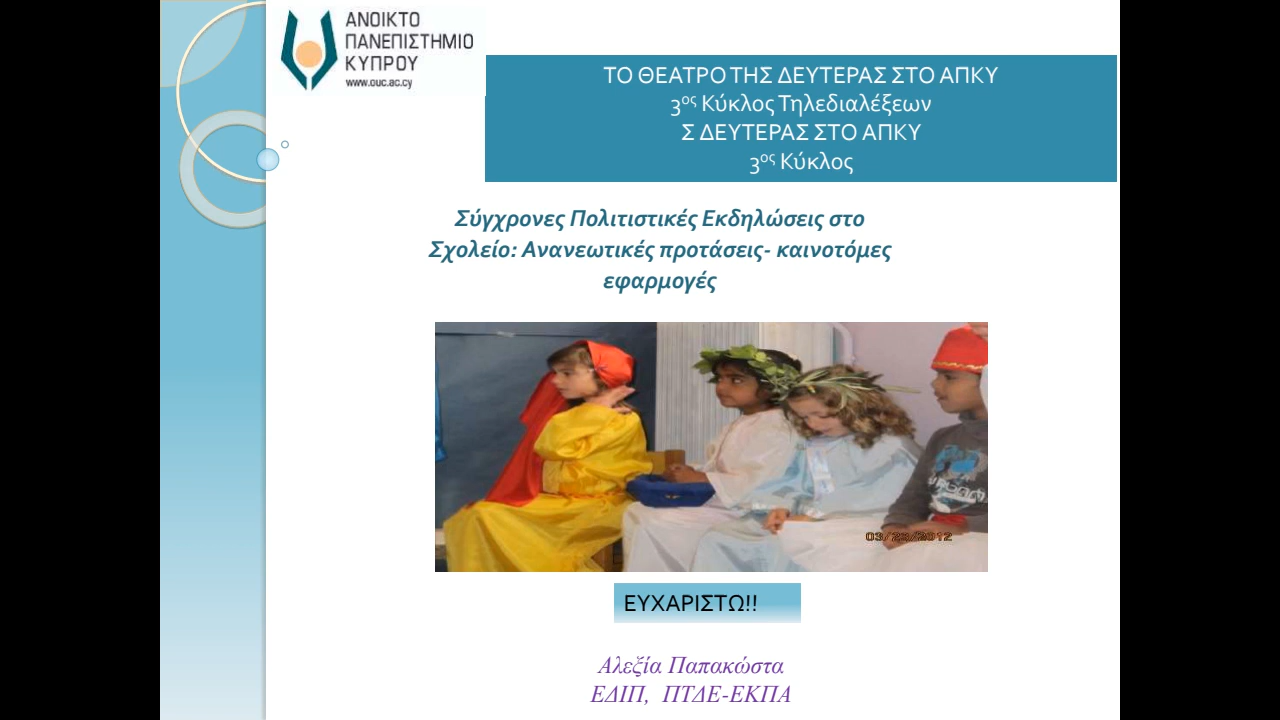 ΑΝΟΙΚΤΟ
ΠΑΝΕΠΙΣΤΗΜΙΟ
ΚΥΠΡΟΥ
www.ouc.ac.cy
ΤΟ ΘΕΑΤΡΟ ΤΗΣ ΔΕΥΤΕΡΑΣ ΣΤΟ ΑΠΚΥ
3ος Κύκλος Τηλεδιαλέξεων
Σ ΔΕΥΤΕΡΑΣ ΣΤΟ ΑΠΚΥ
3ος Κύκλος
Σύγχρονες Πολιτιστικές Εκδηλώσεις στο
Σχολείο: Ανανεωτικές προτάσεις- καινοτόμες
εφαρμογές
03/23/2012
ΕΥΧΑΡΙΣΤΩ!!
Αλεξία Παπακώστα
ΕΔΙΠ, ΠΤΔΕ-ΕΚΠΑ